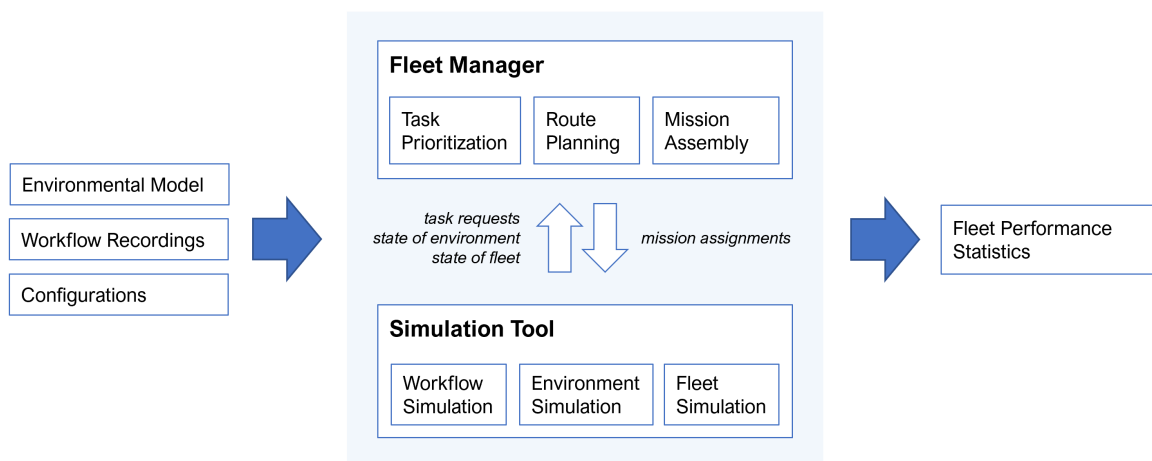 Environmental Model
Workflow Recordings
Configurations
Fleet Manager
Task
Prioritization
Route
Planning
Mission
Assembly
task requests
state of environment
state of fleet
mission assignments
Simulation Tool
Workflow
Simulation
Environment
Simulation
Fleet
Simulation
Fleet Performance
Statistics